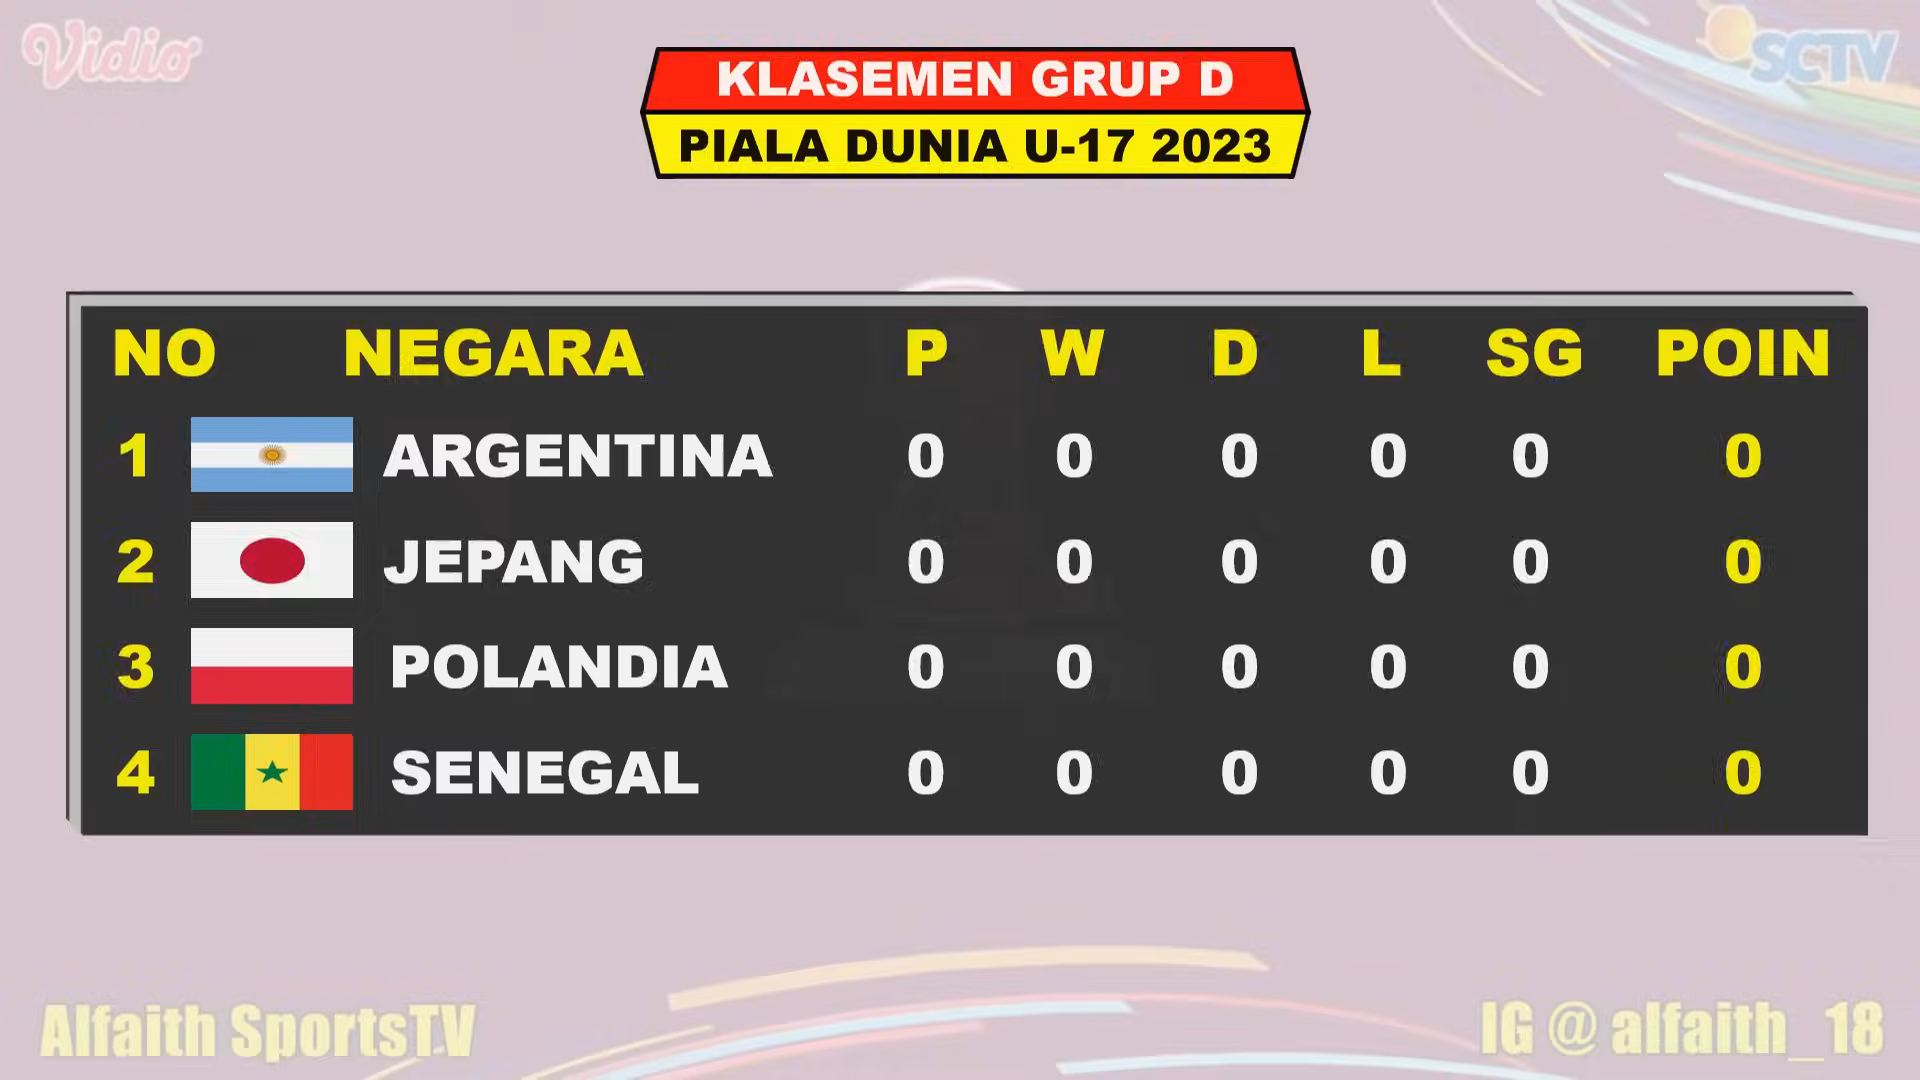 Vidio
SCTV
KLASEMEN GRUP D
PIALA DUNIA U-17 2023
NO NEGARA P W D L SG POIN
1 ARGENTINA 0 0 0 0 0 0
2 JEPANG 0 0 0 0 0 0
3 POLANDIA 0 0 0 0 0 0
4 SENEGAL 0 0 0 0 0 0
Alfaith SportsTV
IG @ alfaith_18